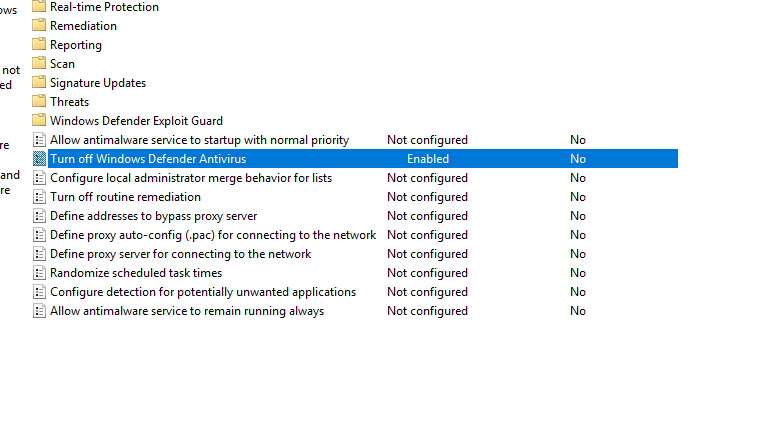 ows
Real-time Protection
Remediation
Reporting
Scan
not
Signature Updates
ed
Threats
Windows Defender Exploit Guard
Allow antimalware service to startup with normal priority Not configured No
re
Turn off Windows Defender Antivirus Enabled No
and
Configure local administrator merge behavior for lists Not configured No
re
Turn off routine remediation Not configured No
Define addresses to bypass proxy server Not configured No
Define proxy auto-config (.pac) for connecting to the network Not configured No
Define proxy server for connecting to the network Not configured No
Randomize scheduled task times Not configured No
Configure detection for potentially unwanted applications Not configured No
Allow antimalware service to remain running always Not configured No